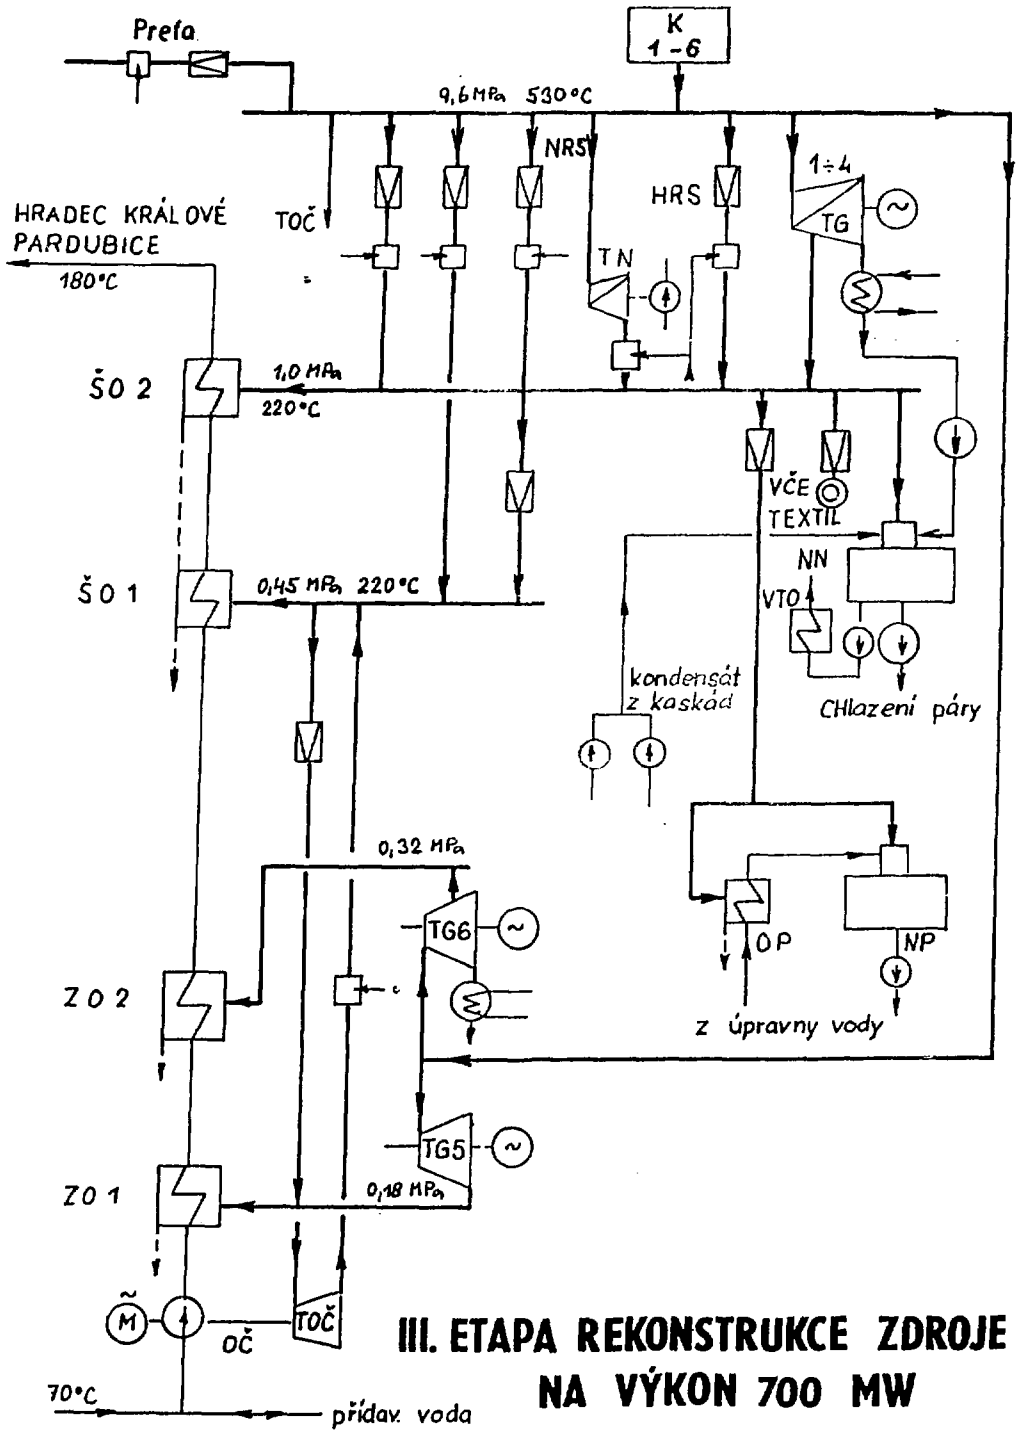 Prefa
K
1-6
9,6 MPa 530°C
NRS
1÷4
HRS
TG
~
HRADEC KRÁLOVÉ
PARDUBICE
TOČ
180°C
TN
1,0 MPa
ŠO 2
220°C
VČE
TEXTIL
NN
VTO
ŠO 1
0,45 MPa 220°C
kondensát
z kaskád
CHlazení páry
0,32 MPa
TG6
~
OP
NP
ZO 2
z úpravny vody
TG5
~
ZO 1
0,18 MPa
~
M
OČ
TOČ
III. ETAPA REKONSTRUKCE ZDROJE
NA VÝKON 700 MW
70°C
přídav. voda